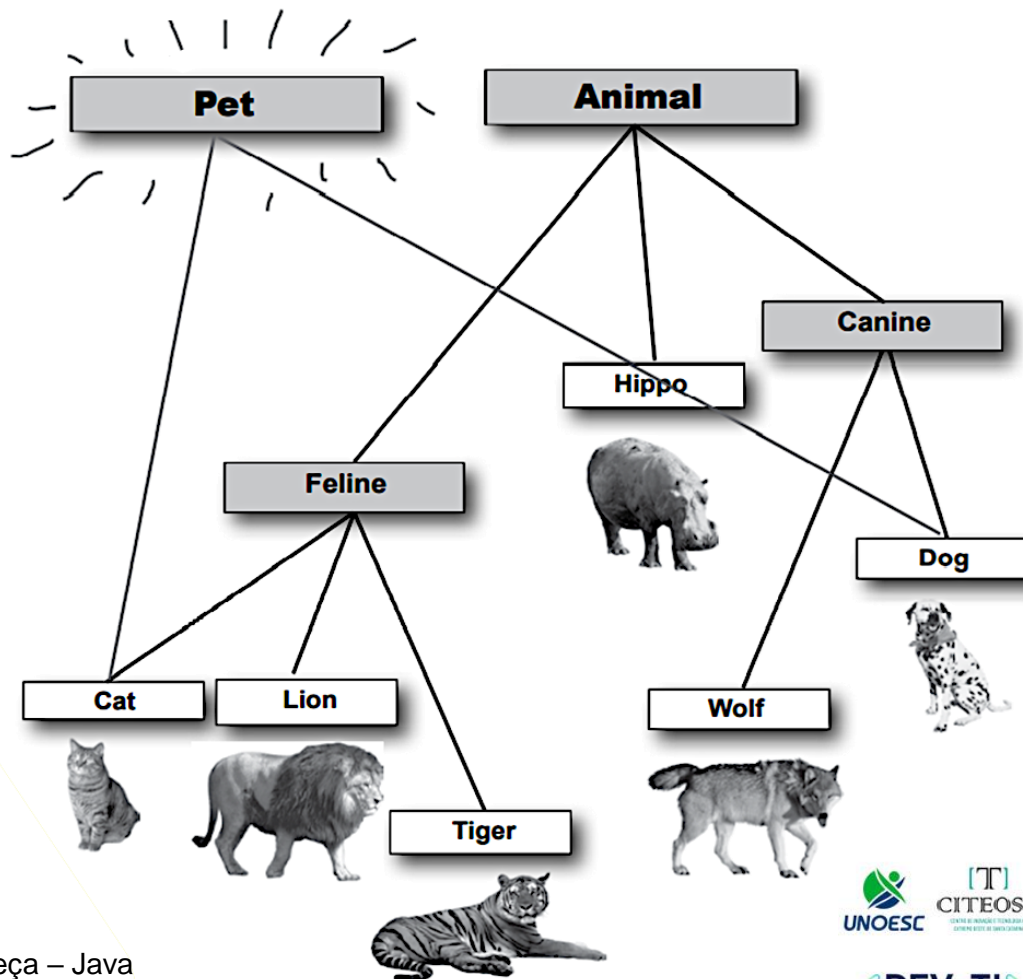 Pet
Animal
Canine
Hippo
Feline
Dog
Cat
Lion
Wolf
Tiger
UNOESC
[T]
CITEOS
eça – Java